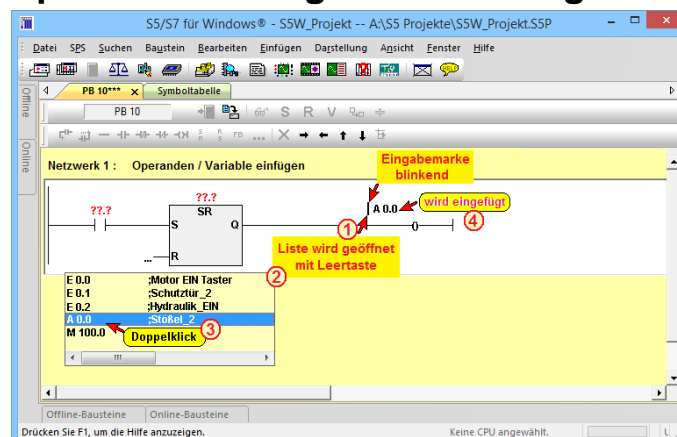 S5/S7 für Windows® - S5W_Projekt -- A:\S5 Projekte\S5W_Projekt.S5P
Datei SPS Suchen Baustein Bearbeiten Einfügen Darstellung Ansicht Fenster Hilfe
HELP
Offline
Online
PB 10*** x Symboltabelle
PB 10
S R V
FB ...
Netzwerk 1 : Operanden / Variable einfügen
Eingabemarke
blinkend
??.?
??.?
SR
S Q
... R
A 0.0
wird eingefügt
1
4
Liste wird geöffnet
mit Leertaste
2
E 0.0 ;Motor EIN Taster
E 0.1 ;Schutztür_2
E 0.2 ;Hydraulik_EIN
A 0.0 ;Stößel_2
M 100.0
Doppelklick
3
Offline-Bausteine Online-Bausteine
Drücken Sie F1, um die Hilfe anzuzeigen. Keine CPU angewählt.